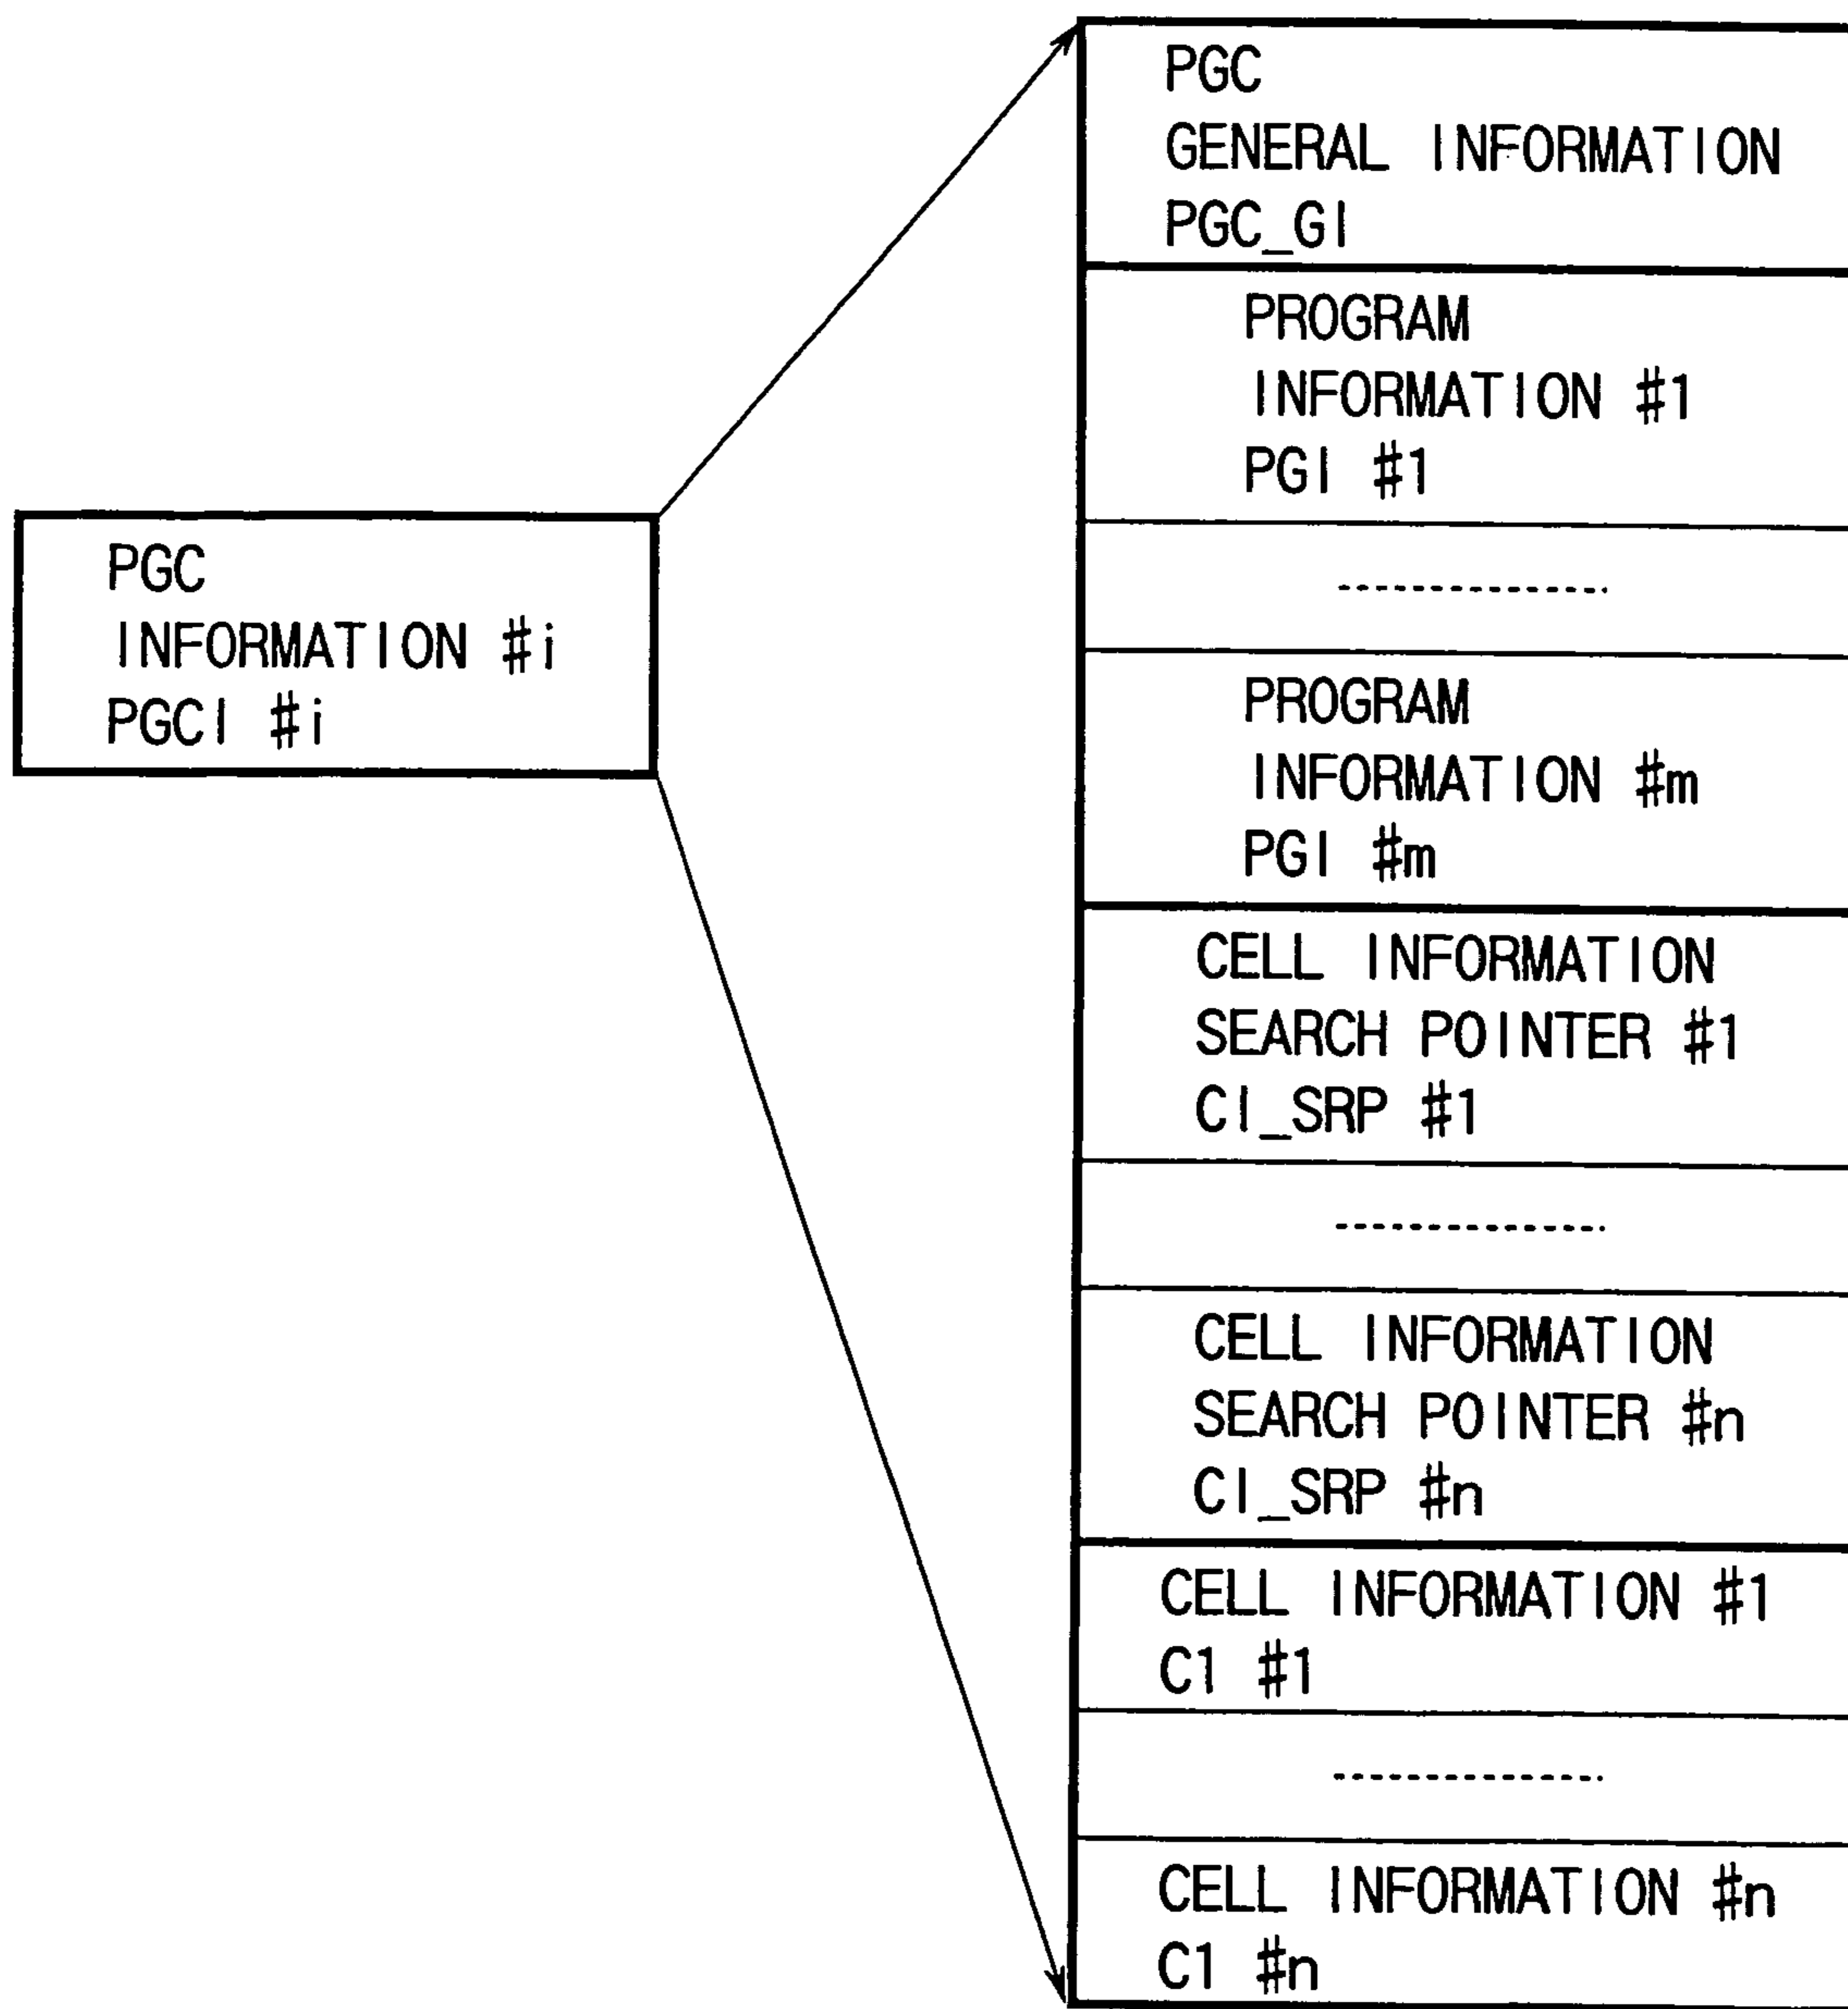 PGC
INFORMATION #i
PGCI #i
PGC
GENERAL INFORMATION
PGC_GI
PROGRAM
INFORMATION #1
PGI #1
PROGRAM
INFORMATION #m
PGI #m
CELL INFORMATION
SEARCH POINTER #1
CI_SRP #1
CELL INFORMATION
SEARCH POINTER #n
CI_SRP #n
CELL INFORMATION #1
C1 #1
CELL INFORMATION #n
C1 #n